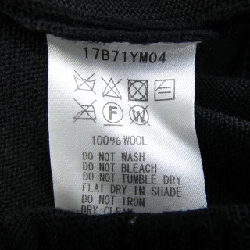 17B71YM04
F W
100% WOOL
DO NOT WASH
DO NOT BLEACH
DO NOT TUMBLE DRY
FLAT DRY IN SHADE
DO NOT IRON
DRY CLEAN